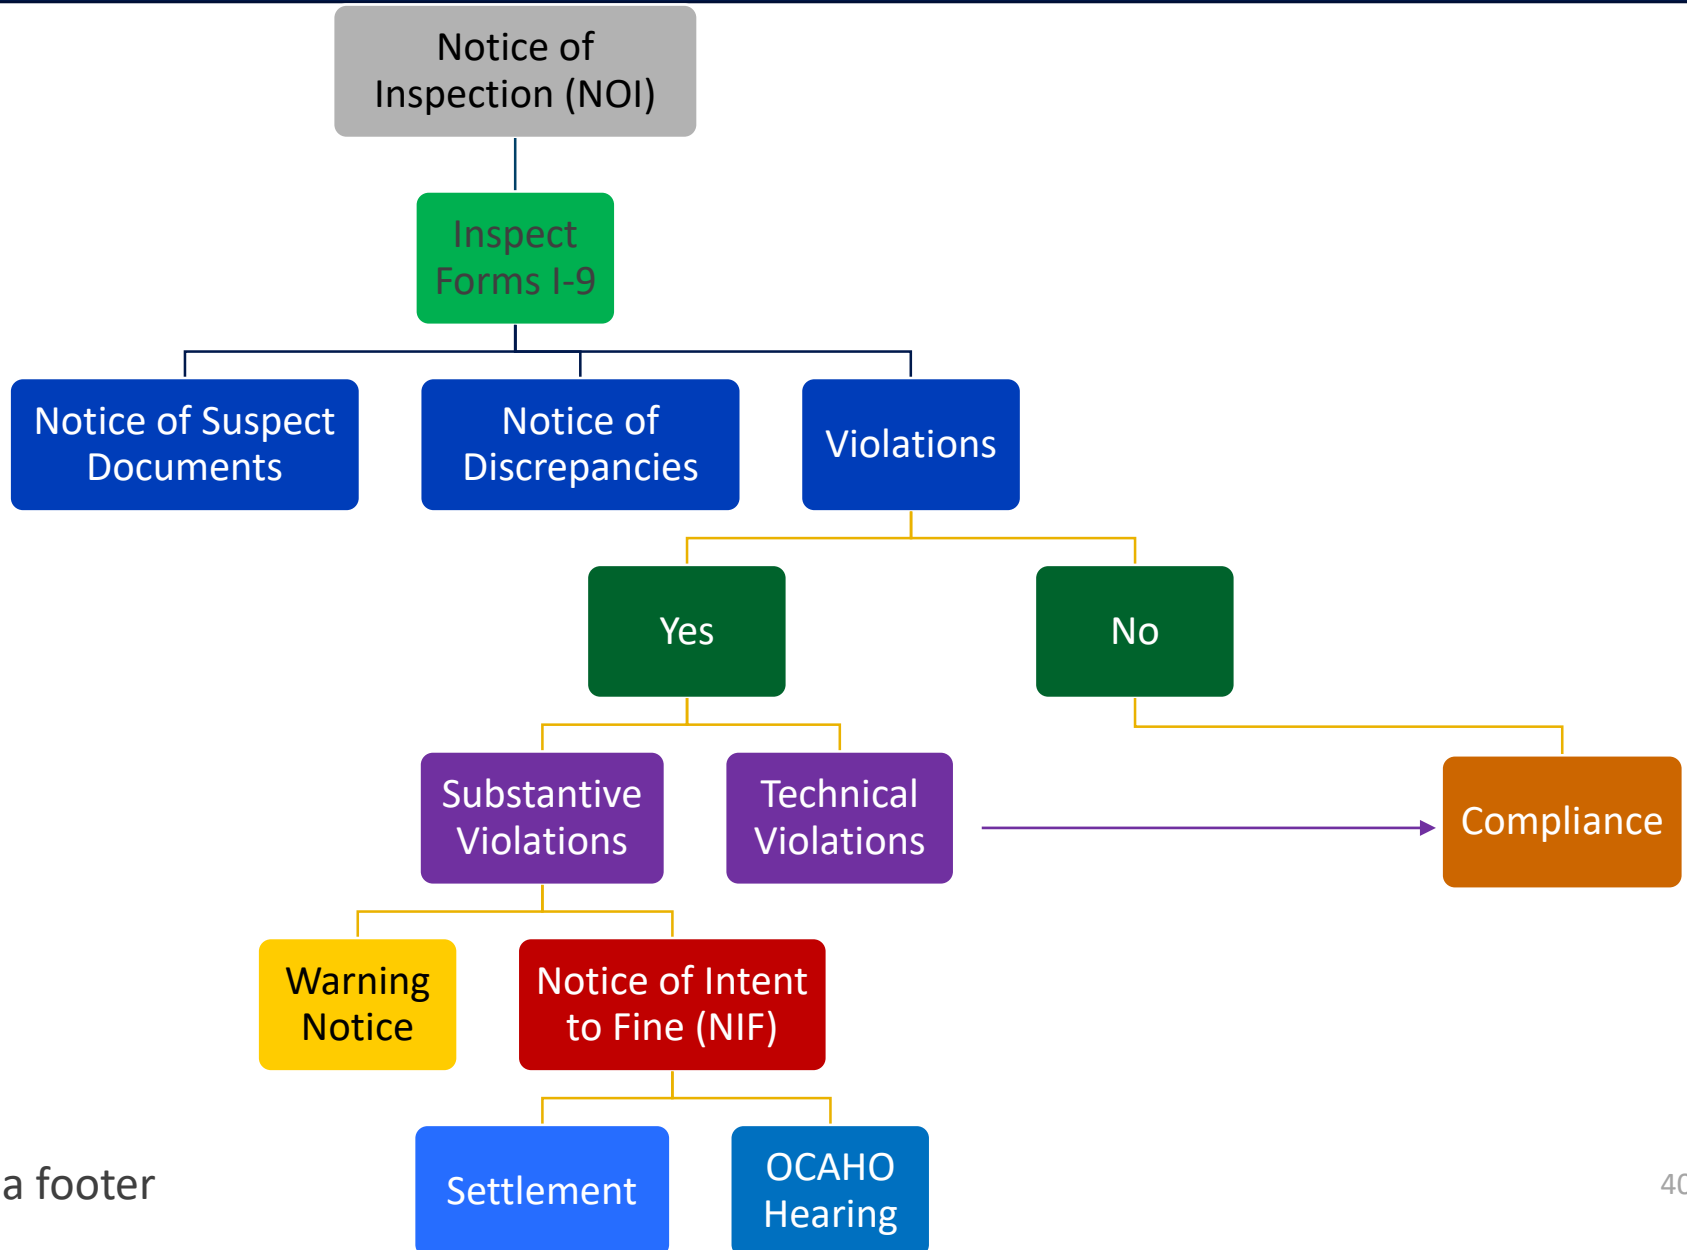 Notice of
Inspection (NOI)
Inspect
Forms I-9
Notice of Suspect
Documents
Notice of
Discrepancies
Violations
Yes
No
Substantive
Violations
Technical
Violations
Compliance
Warning
Notice
Notice of Intent
to Fine (NIF)
Settlement
OCAHO
Hearing
a footer
40